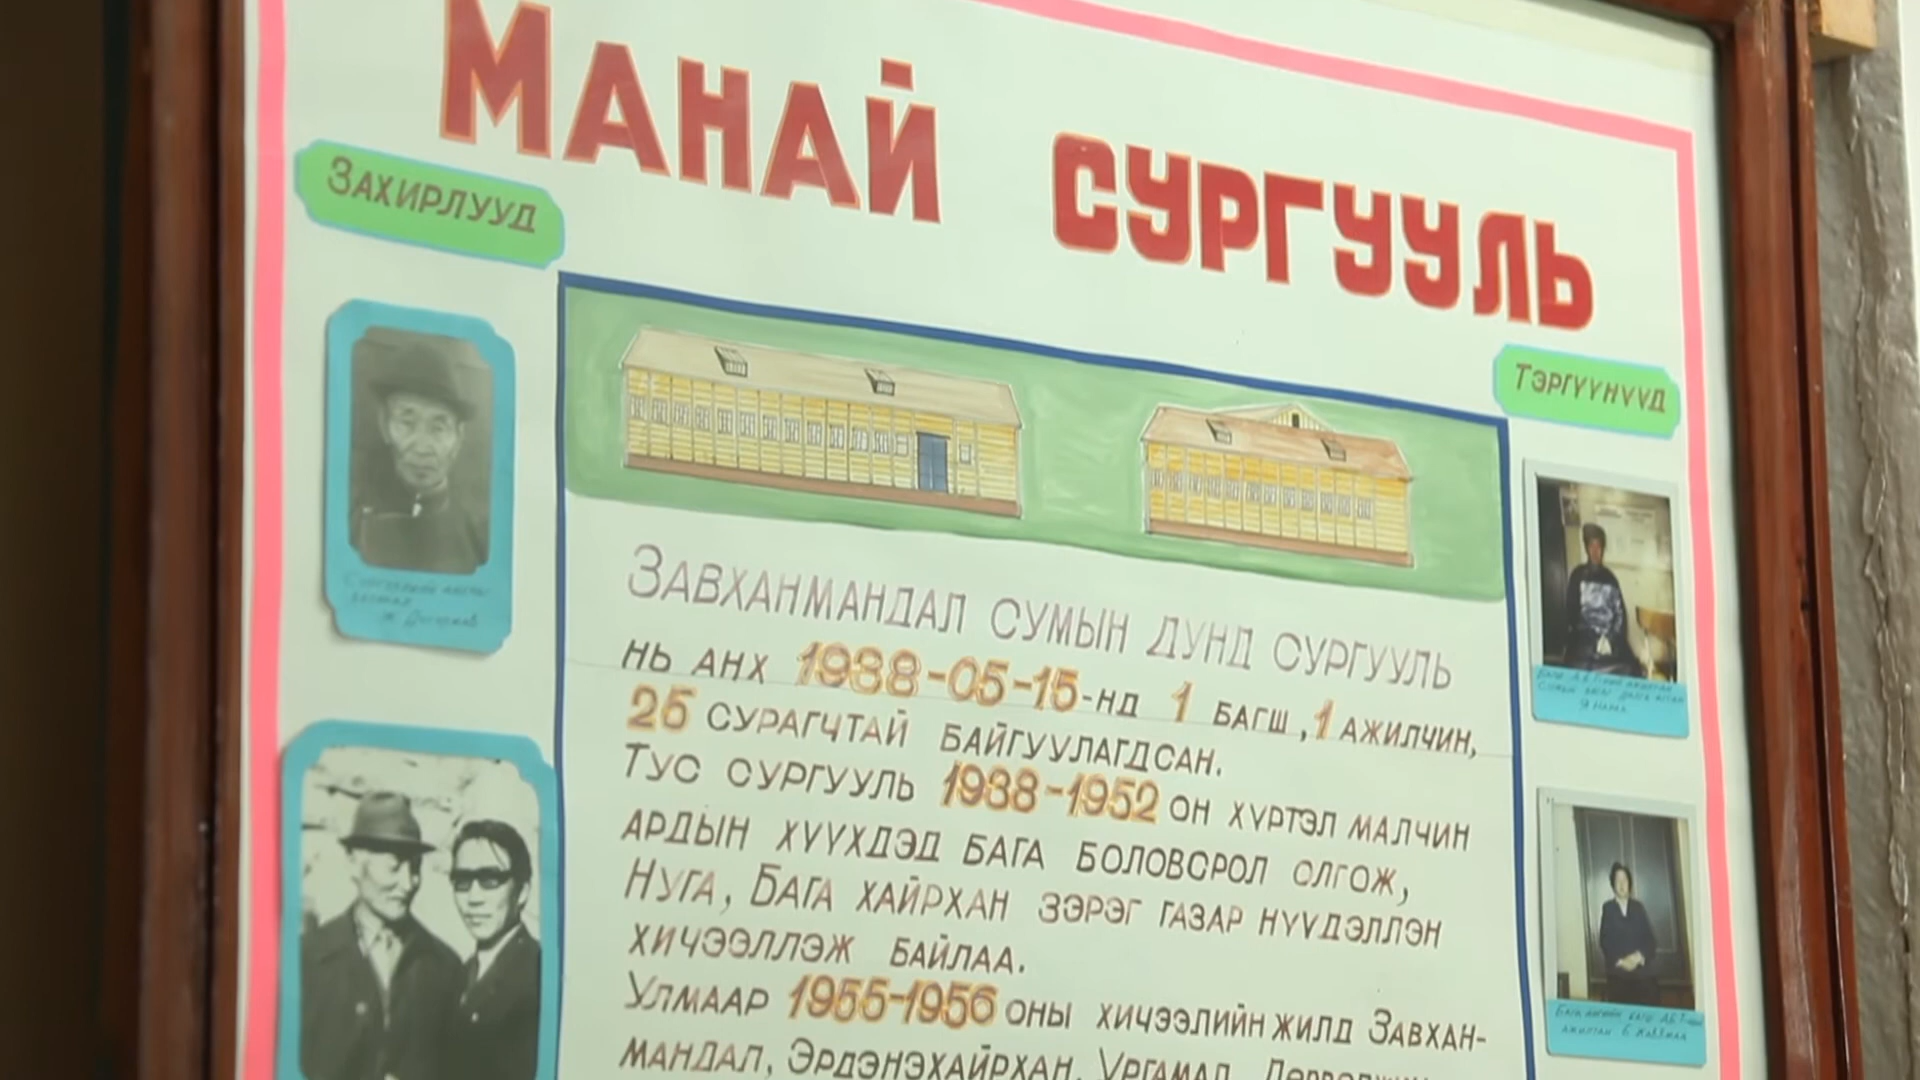 МАНАЙ СУРГУУЛЬ
ЗАХИРЛУУД
ТЭРГҮҮНҮҮД
ЗАВХАНМАНДАЛ СУМЫН ДУНД СУРГУУЛЬ
НЬ АНХ 1938-05-15-НД 1 БАГШ, 1 АЖИЛЧИН,
25 СУРАГЧТАЙ БАЙГУУЛАГДСАН.
ТУС СУРГУУЛЬ 1938-1952 ОН ХҮРТЭЛ МАЛЧИН
АРДЫН ХҮҮХДЭД БАГА БОЛОВСРОЛ ОЛГОЖ,
НУГА, БАГА ХАЙРХАН ЗЭРЭГ ГАЗАР НҮҮДЭЛЛЭН
ХИЧЭЭЛЛЭЖ БАЙЛАА.
УЛМААР 1955-1956 ОНЫ ХИЧЭЭЛИЙН ЖИЛД ЗАВХАН-
МАНДАЛ, ЭРДЭНЭХАЙРХАН, УРГАМАЛ,